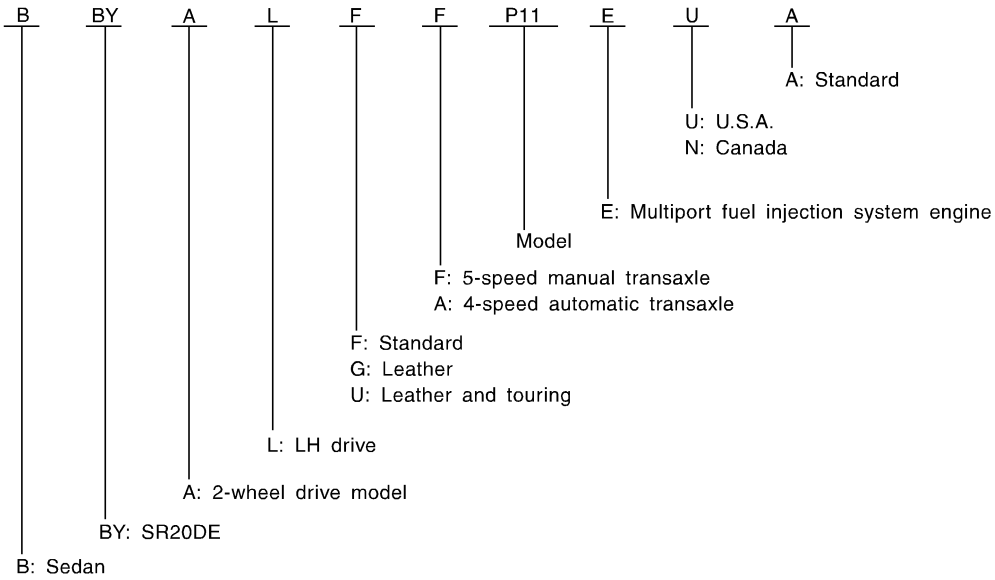 B BY A L F F P11 E U A
A: Standard
U: U.S.A.
N: Canada
E: Multiport fuel injection system engine
Model
F: 5-speed manual transaxle
A: 4-speed automatic transaxle
F: Standard
G: Leather
U: Leather and touring
L: LH drive
A: 2-wheel drive model
BY: SR20DE
B: Sedan